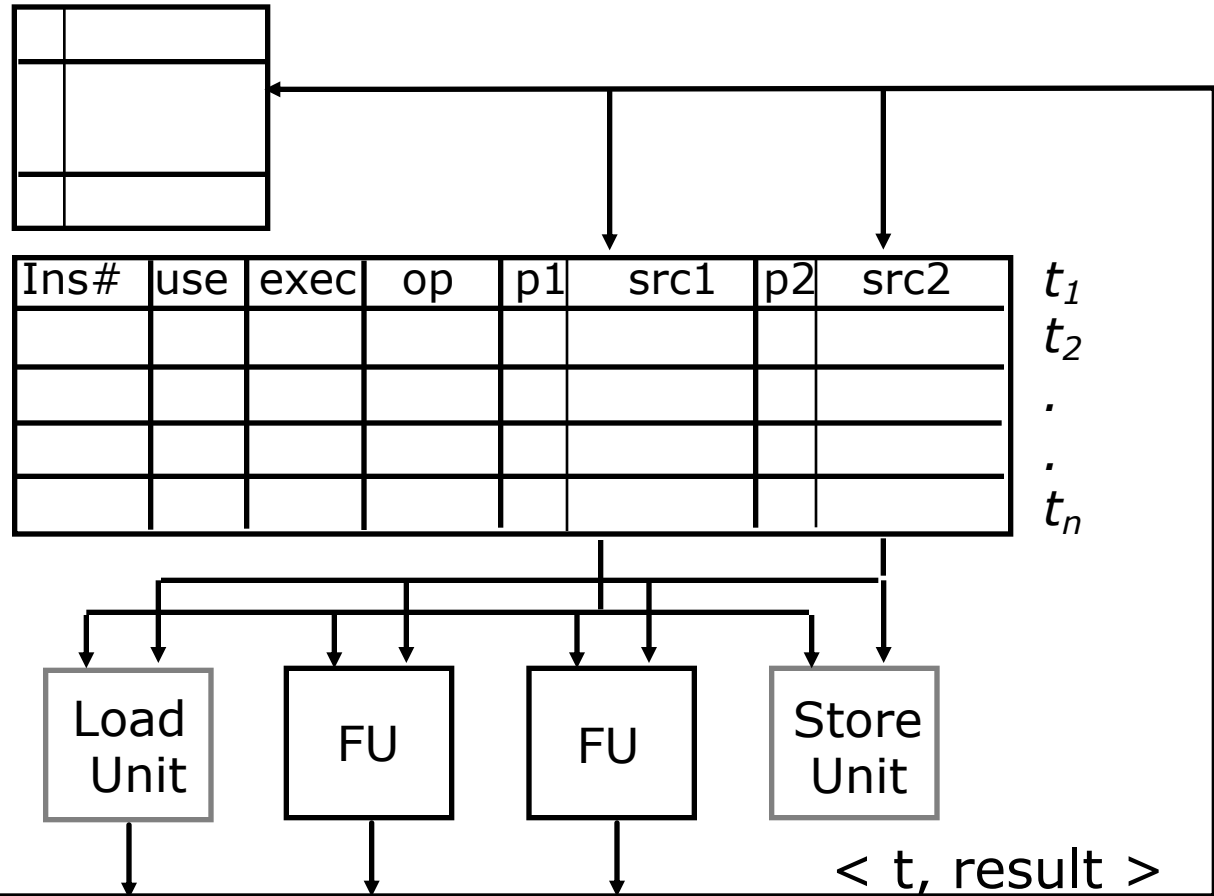 Ins# use exec op p1 src1 p2 src2 t₁
t₂
.
.
tₙ
Load Unit
FU
FU
Store Unit
< t, result >